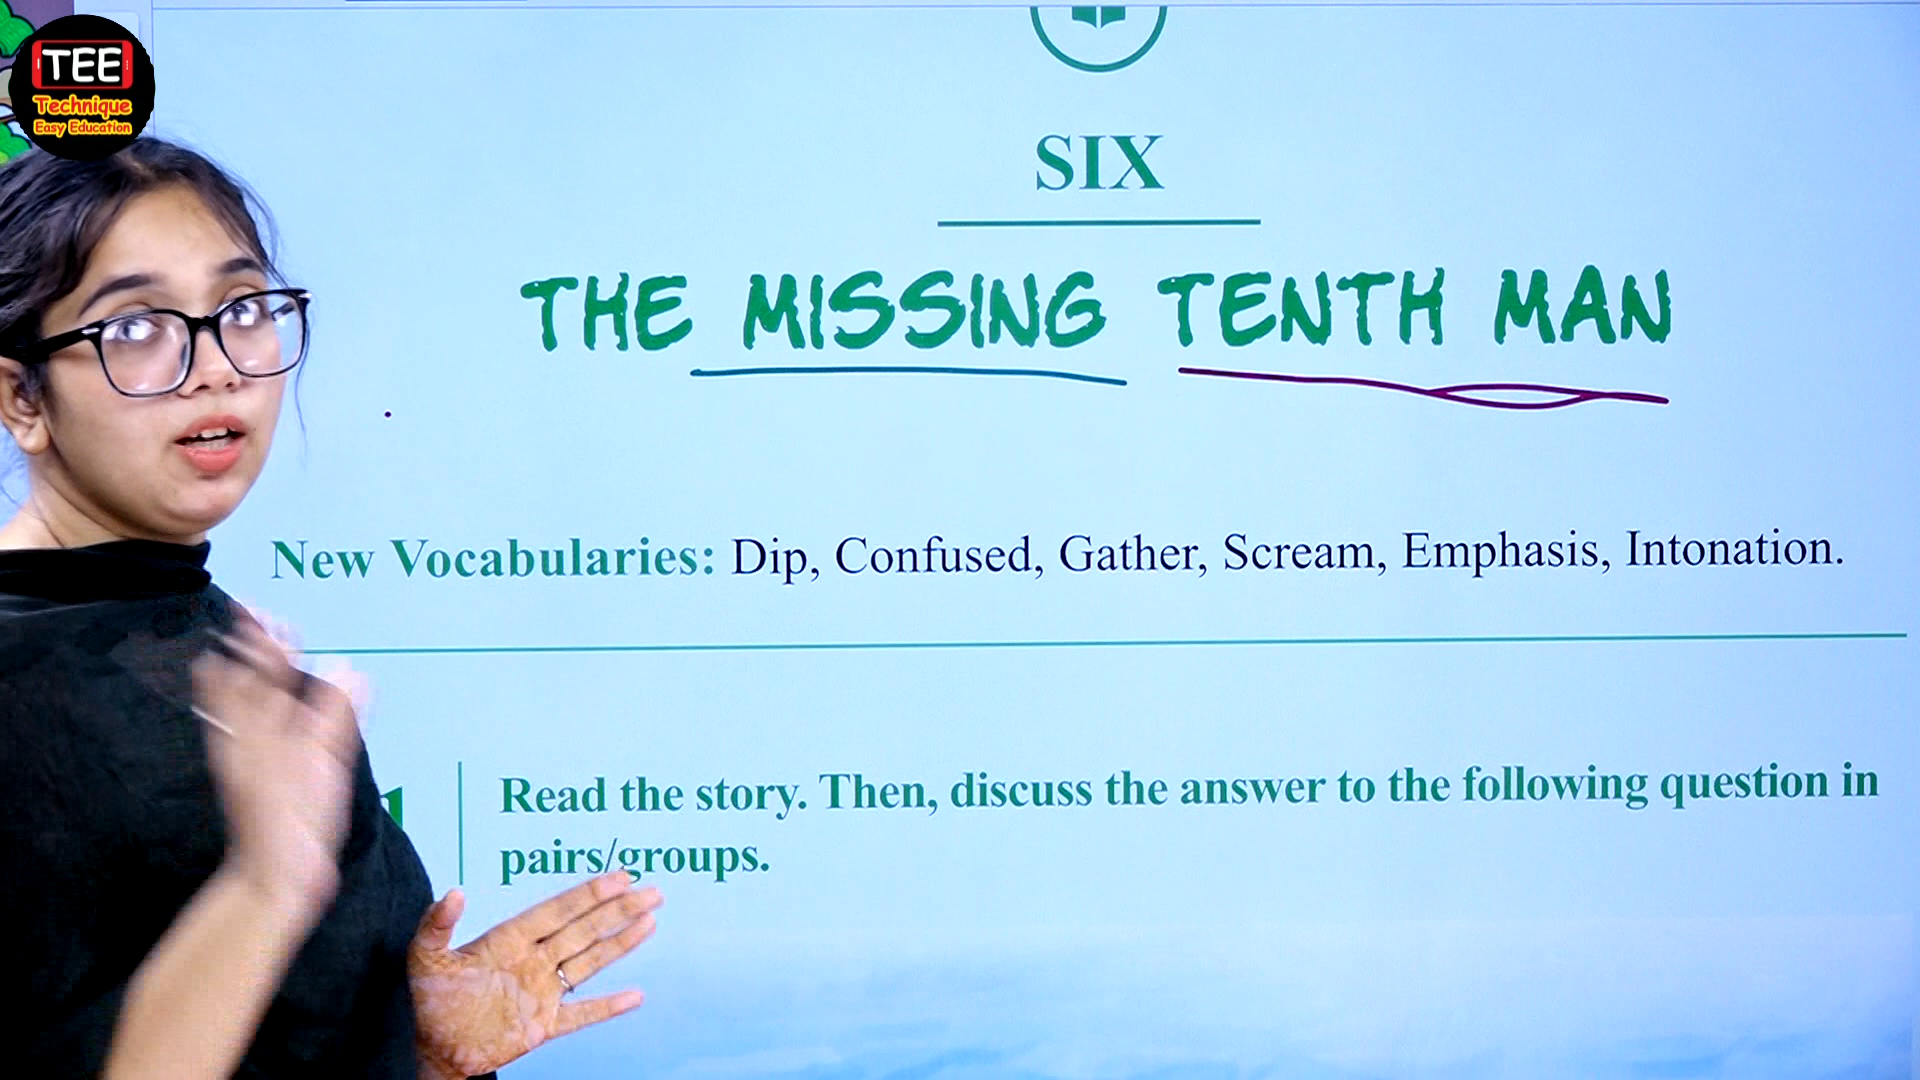 TEE
Technique
Easy Education
SIX
THE MISSING TENTH MAN
New Vocabularies: Dip, Confused, Gather, Scream, Emphasis, Intonation.
1
Read the story. Then, discuss the answer to the following question in
pairs/groups.